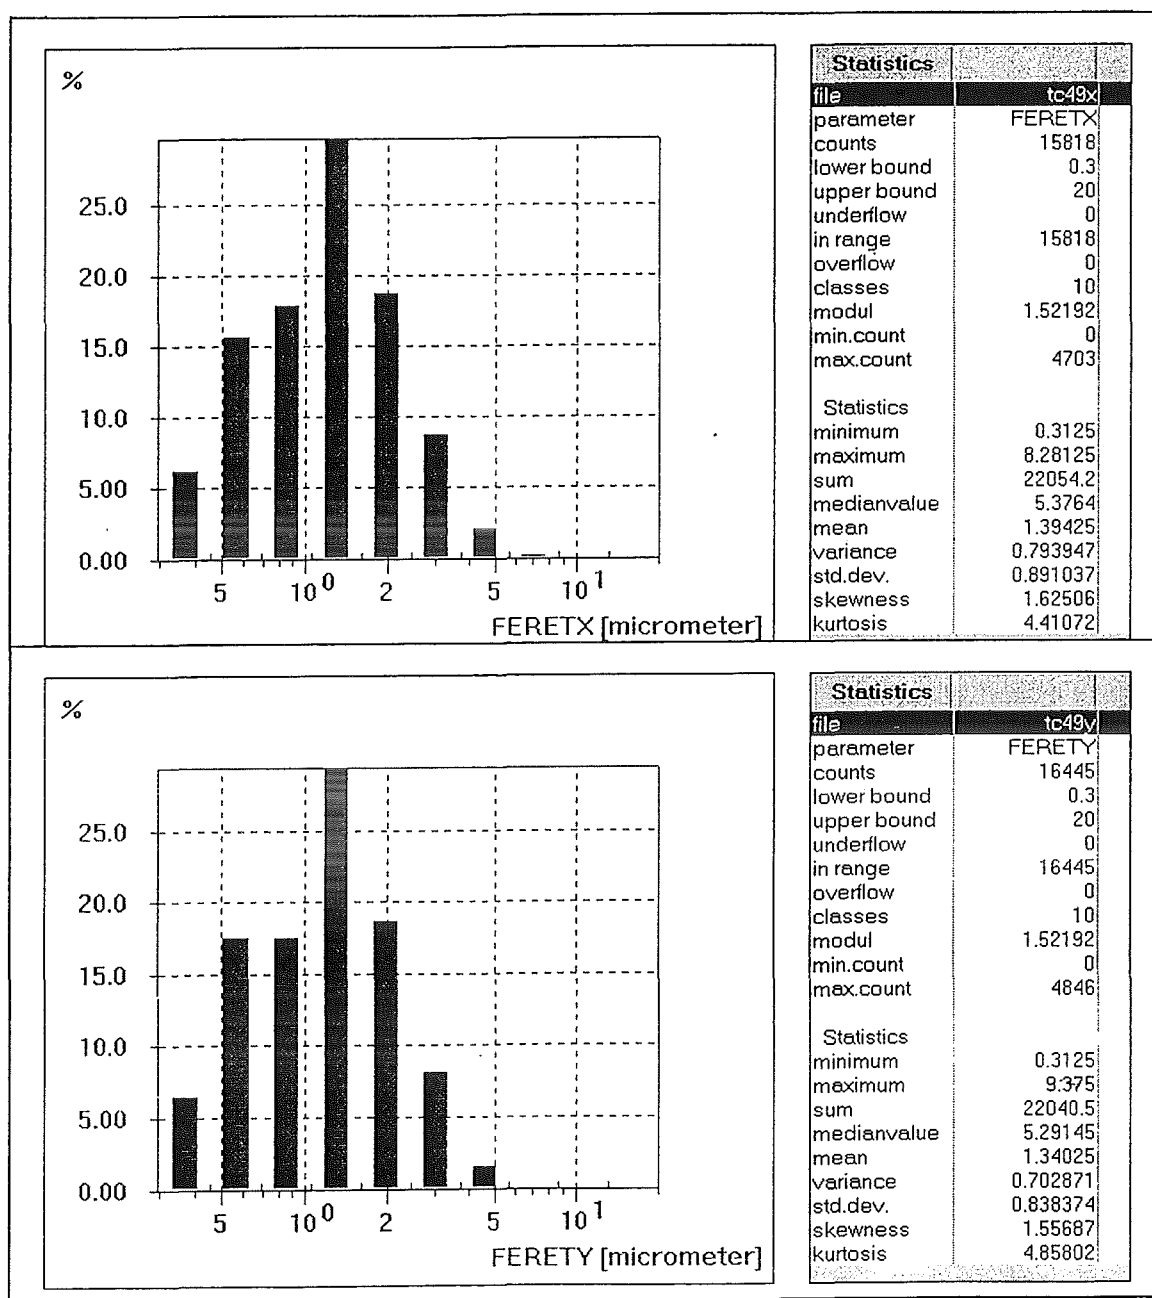 %
25.0
20.0
15.0
10.0
5.00
0.00
5 10⁰ 2 5 10¹
FERETX [micrometer]
Statistics
file tc49x
parameter FERETX
counts 15818
lower bound 0.3
upper bound 20
underflow 0
in range 15818
overflow 0
classes 10
modul 1.52192
min.count 0
max.count 4703
Statistics
minimum 0.3125
maximum 8.28125
sum 22054.2
medianvalue 5.3764
mean 1.39425
variance 0.793947
std.dev. 0.891037
skewness 1.62506
kurtosis 4.41072
%
25.0
20.0
15.0
10.0
5.00
0.00
5 10⁰ 2 5 10¹
FERETY [micrometer]
Statistics
file tc49y
parameter FERETY
counts 16445
lower bound 0.3
upper bound 20
underflow 0
in range 16445
overflow 0
classes 10
modul 1.52192
min.count 0
max.count 4846
Statistics
minimum 0.3125
maximum 9.375
sum 22040.5
medianvalue 5.29145
mean 1.34025
variance 0.702871
std.dev. 0.838374
skewness 1.55687
kurtosis 4.85802